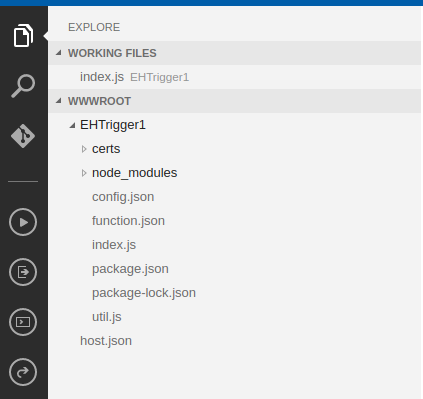 EXPLORE
WORKING FILES
index.js EHTrigger1
WWWROOT
EHTrigger1
certs
node_modules
config.json
function.json
index.js
package.json
package-lock.json
util.js
host.json